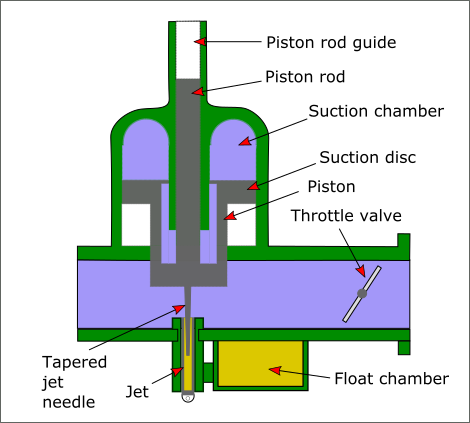 Piston rod guide
Piston rod
Suction chamber
Suction disc
Piston
Throttle valve
Tapered
jet
needle
Jet
Float chamber